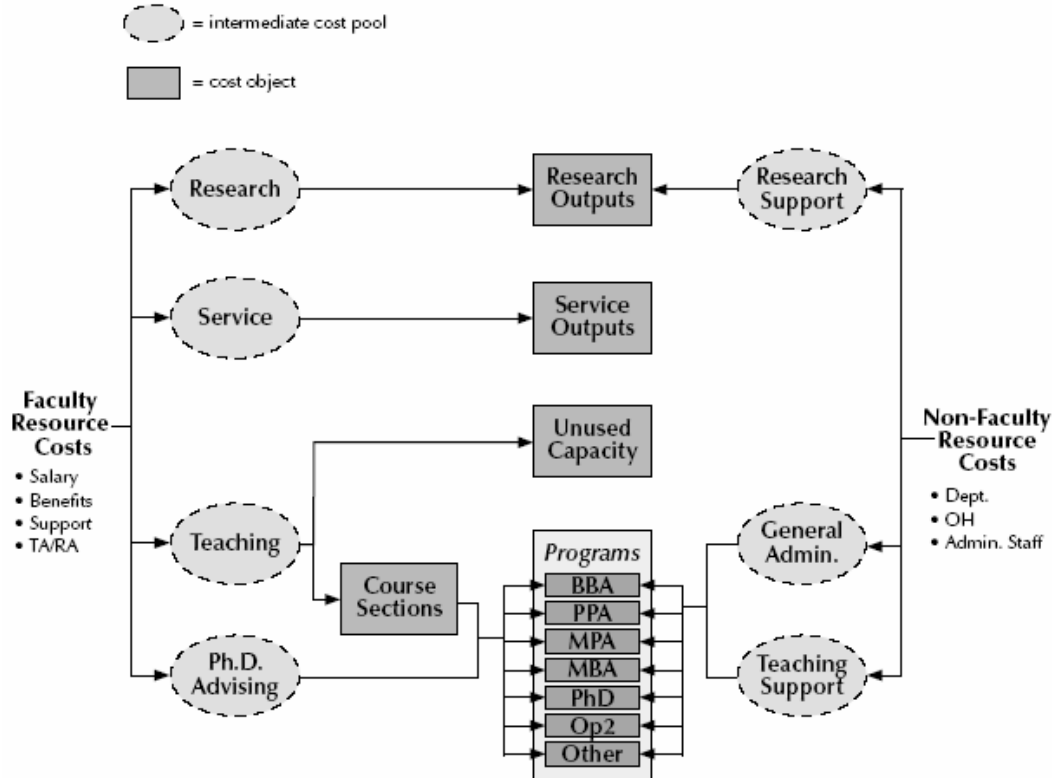 = intermediate cost pool
= cost object
Research
Research
Outputs
Research
Support
Service
Service
Outputs
Faculty
Resource
Costs
• Salary
• Benefits
• Support
• TA/RA
Unused
Capacity
Non-Faculty
Resource
Costs
• Dept.
• OH
• Admin. Staff
Teaching
General
Admin.
Course
Sections
Programs
BBA
PPA
MPA
MBA
PhD
Op2
Other
Ph.D.
Advising
Teaching
Support